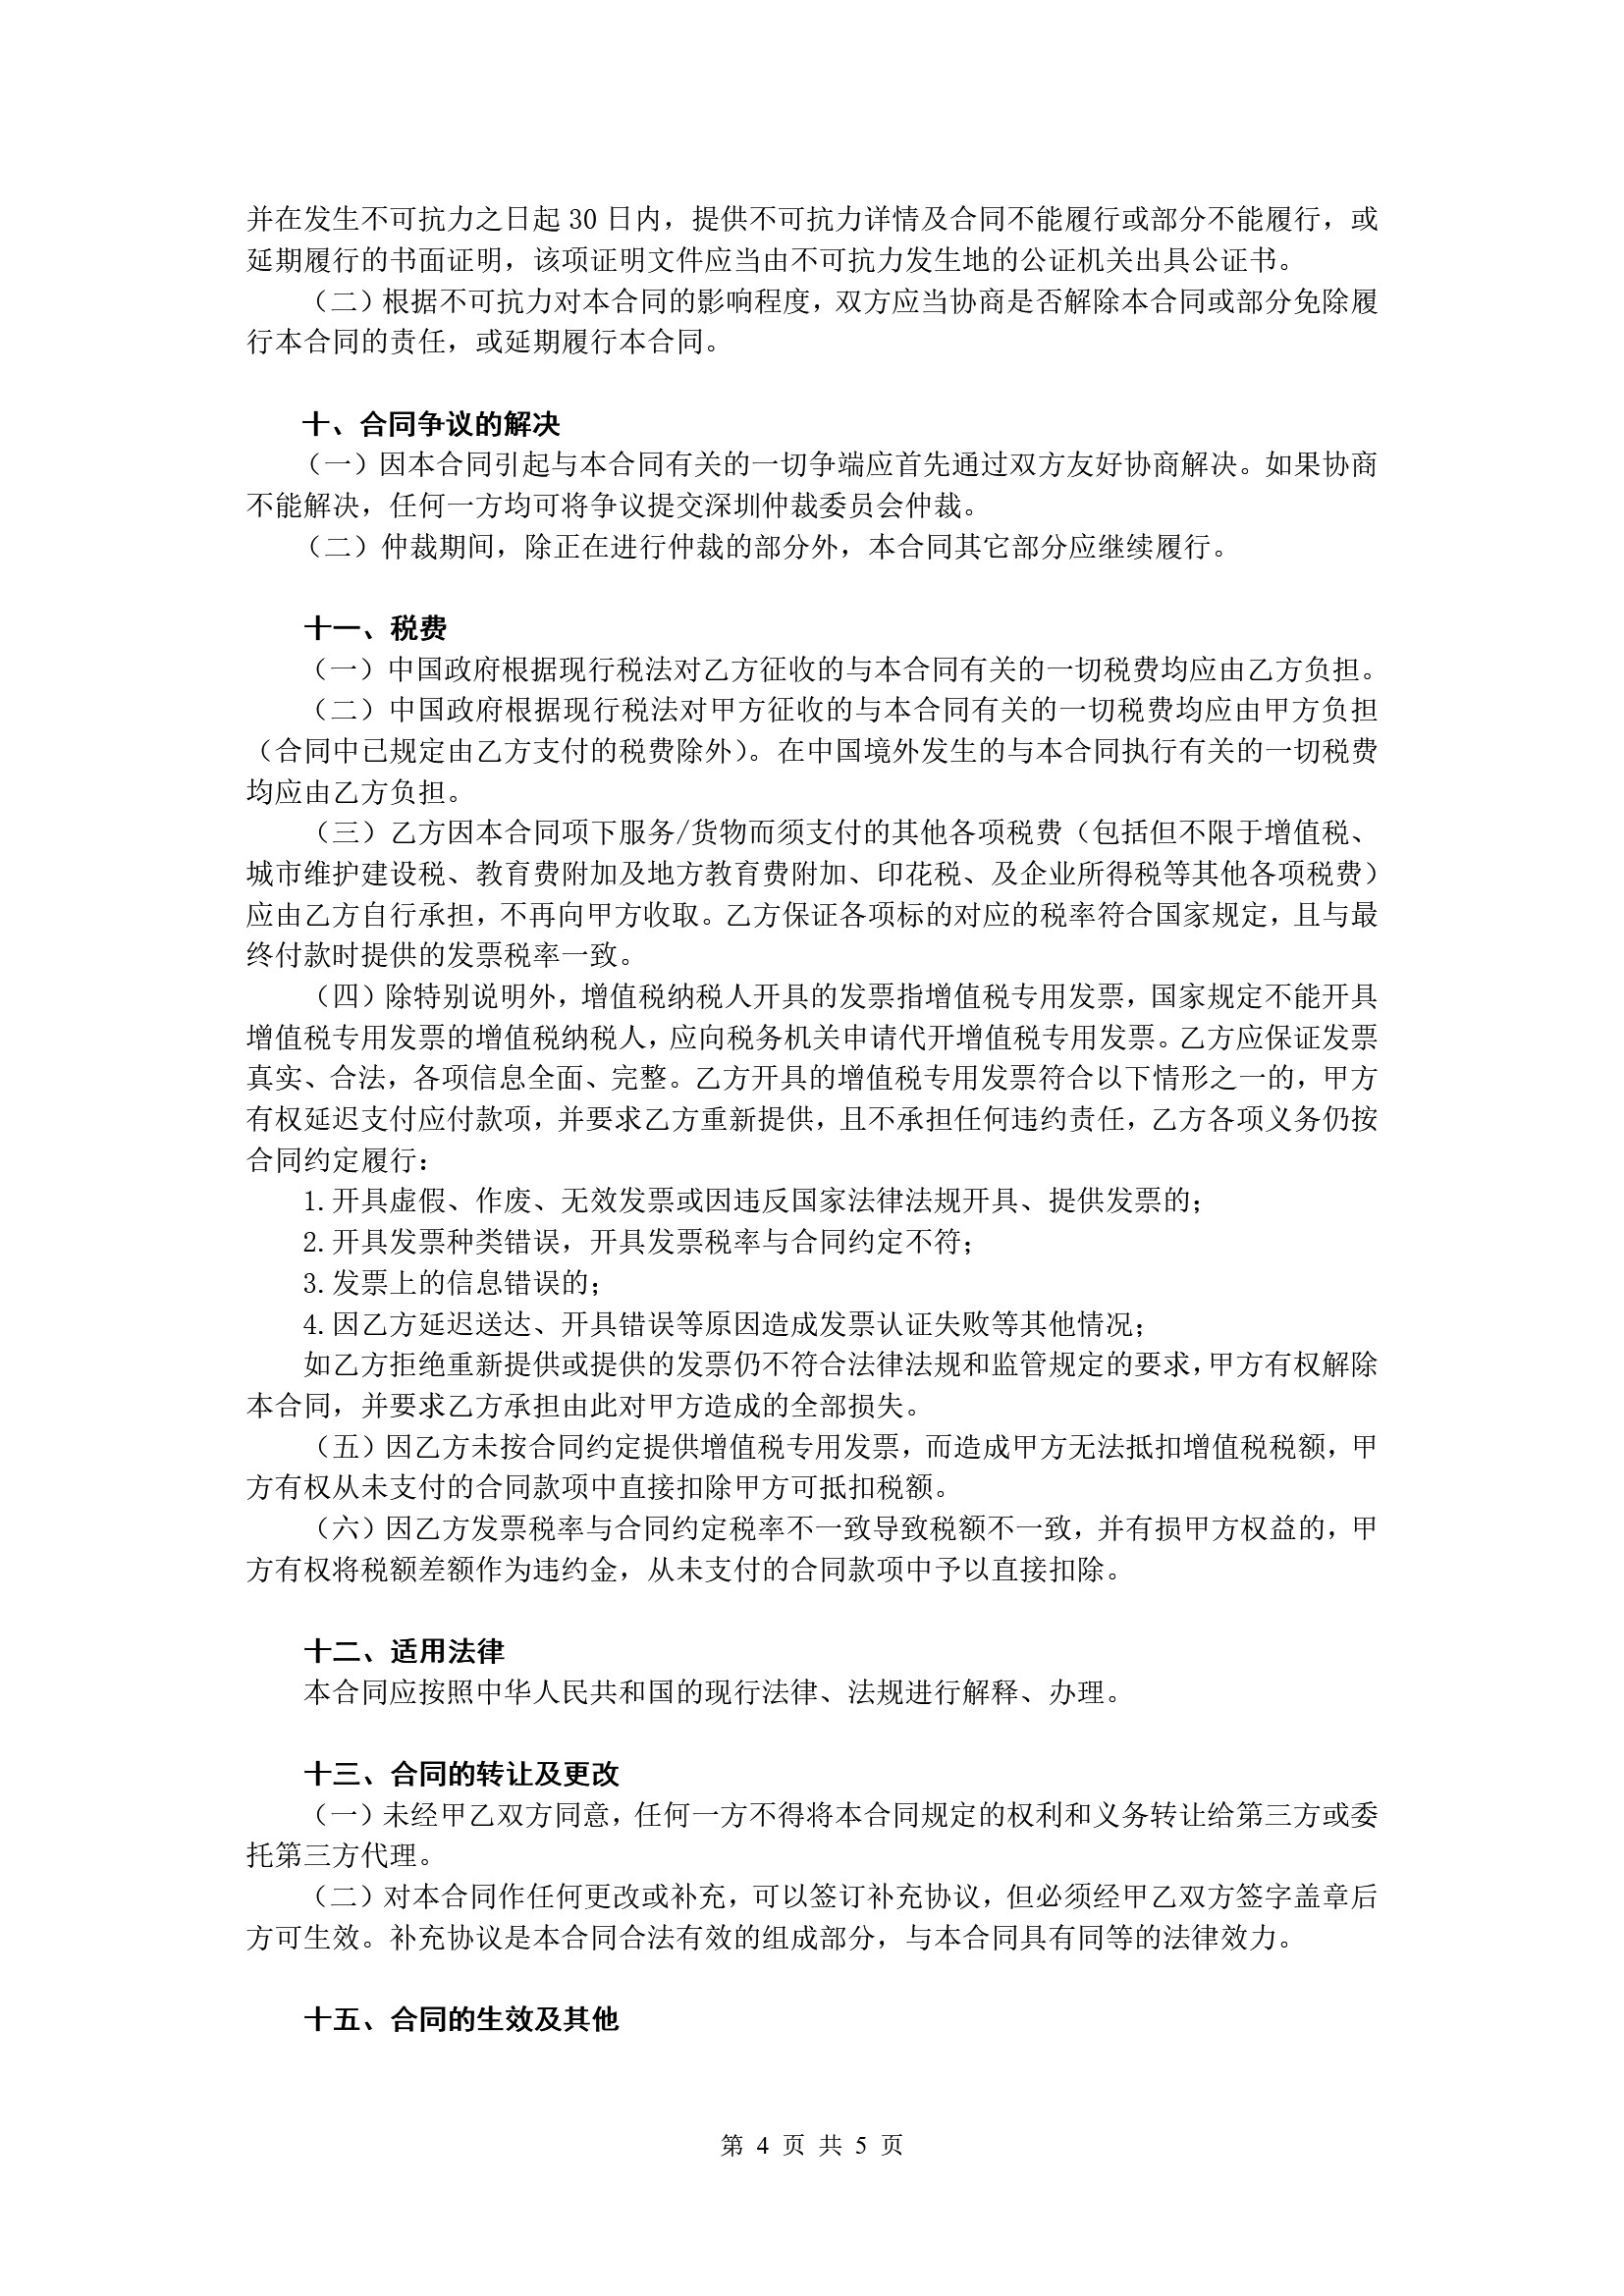 并在发生不可抗力之日起 30 日内，提供不可抗力详情及合同不能履行或部分不能履行，或
延期履行的书面证明，该项证明文件应当由不可抗力发生地的公证机关出具公证书。
（二）根据不可抗力对本合同的影响程度，双方应当协商是否解除本合同或部分免除履
行本合同的责任，或延期履行本合同。
十、合同争议的解决
（一）因本合同引起与本合同有关的一切争端应首先通过双方友好协商解决。如果协商
不能解决，任何一方均可将争议提交深圳仲裁委员会仲裁。
（二）仲裁期间，除正在进行仲裁的部分外，本合同其它部分应继续履行。
十一、税费
（一）中国政府根据现行税法对乙方征收的与本合同有关的一切税费均应由乙方负担。
（二）中国政府根据现行税法对甲方征收的与本合同有关的一切税费均应由甲方负担
（合同中已规定由乙方支付的税费除外）。在中国境外发生的与本合同执行有关的一切税费
均应由乙方负担。
（三）乙方因本合同项下服务/货物而须支付的其他各项税费（包括但不限于增值税、
城市维护建设税、教育费附加及地方教育费附加、印花税、及企业所得税等其他各项税费）
应由乙方自行承担，不再向甲方收取。乙方保证各项标的对应的税率符合国家规定，且与最
终付款时提供的发票税率一致。
（四）除特别说明外，增值税纳税人开具的发票指增值税专用发票，国家规定不能开具
增值税专用发票的增值税纳税人，应向税务机关申请代开增值税专用发票。乙方应保证发票
真实、合法，各项信息全面、完整。乙方开具的增值税专用发票符合以下情形之一的，甲方
有权延迟支付应付款项，并要求乙方重新提供，且不承担任何违约责任，乙方各项义务仍按
合同约定履行：
1.开具虚假、作废、无效发票或因违反国家法律法规开具、提供发票的；
2.开具发票种类错误，开具发票税率与合同约定不符；
3.发票上的信息错误的；
4.因乙方延迟送达、开具错误等原因造成发票认证失败等其他情况；
如乙方拒绝重新提供或提供的发票仍不符合法律法规和监管规定的要求，甲方有权解除
本合同，并要求乙方承担由此对甲方造成的全部损失。
（五）因乙方未按合同约定提供增值税专用发票，而造成甲方无法抵扣增值税税额，甲
方有权从未支付的合同款项中直接扣除甲方可抵扣税额。
（六）因乙方发票税率与合同约定税率不一致导致税额不一致，并有损甲方权益的，甲
方有权将税额差额作为违约金，从未支付的合同款项中予以直接扣除。
十二、适用法律
本合同应按照中华人民共和国的现行法律、法规进行解释、办理。
十三、合同的转让及更改
（一）未经甲乙双方同意，任何一方不得将本合同规定的权利和义务转让给第三方或委
托第三方代理。
（二）对本合同作任何更改或补充，可以签订补充协议，但必须经甲乙双方签字盖章后
方可生效。补充协议是本合同合法有效的组成部分，与本合同具有同等的法律效力。
十五、合同的生效及其他
第 4 页 共 5 页